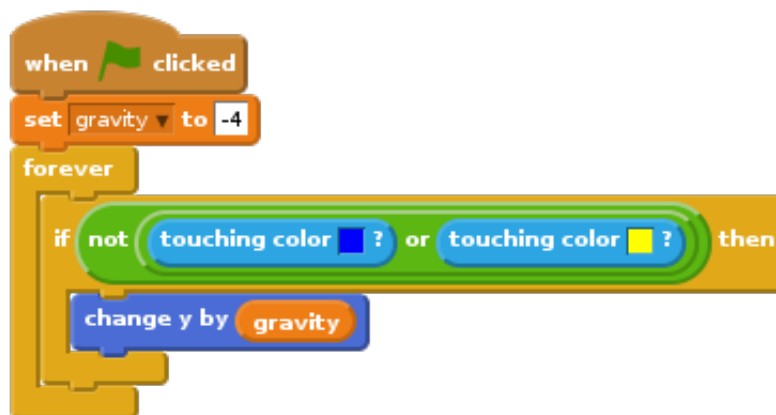 when clicked
set gravity to -4
forever
if not touching color ? or touching color ? then
change y by gravity